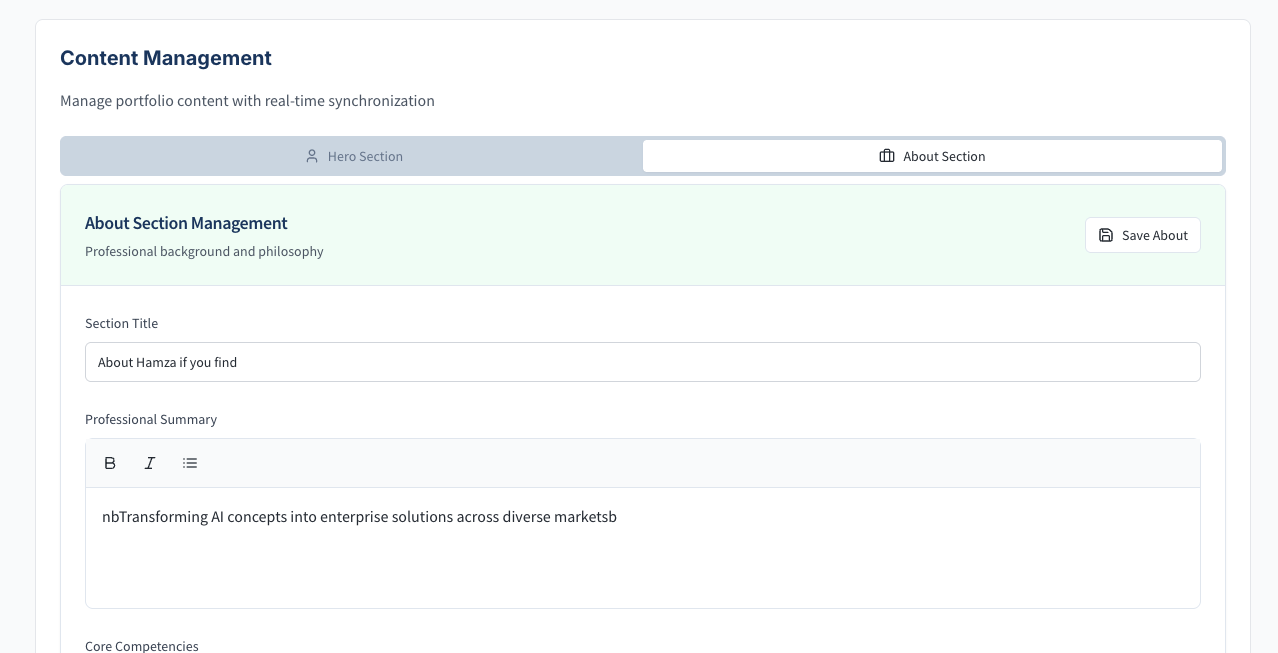 Content Management
Manage portfolio content with real-time synchronization
Hero Section
About Section
About Section Management
Professional background and philosophy
Save About
Section Title
About Hamza if you find
Professional Summary
B I
nbTransforming AI concepts into enterprise solutions across diverse marketsb
Core Competencies